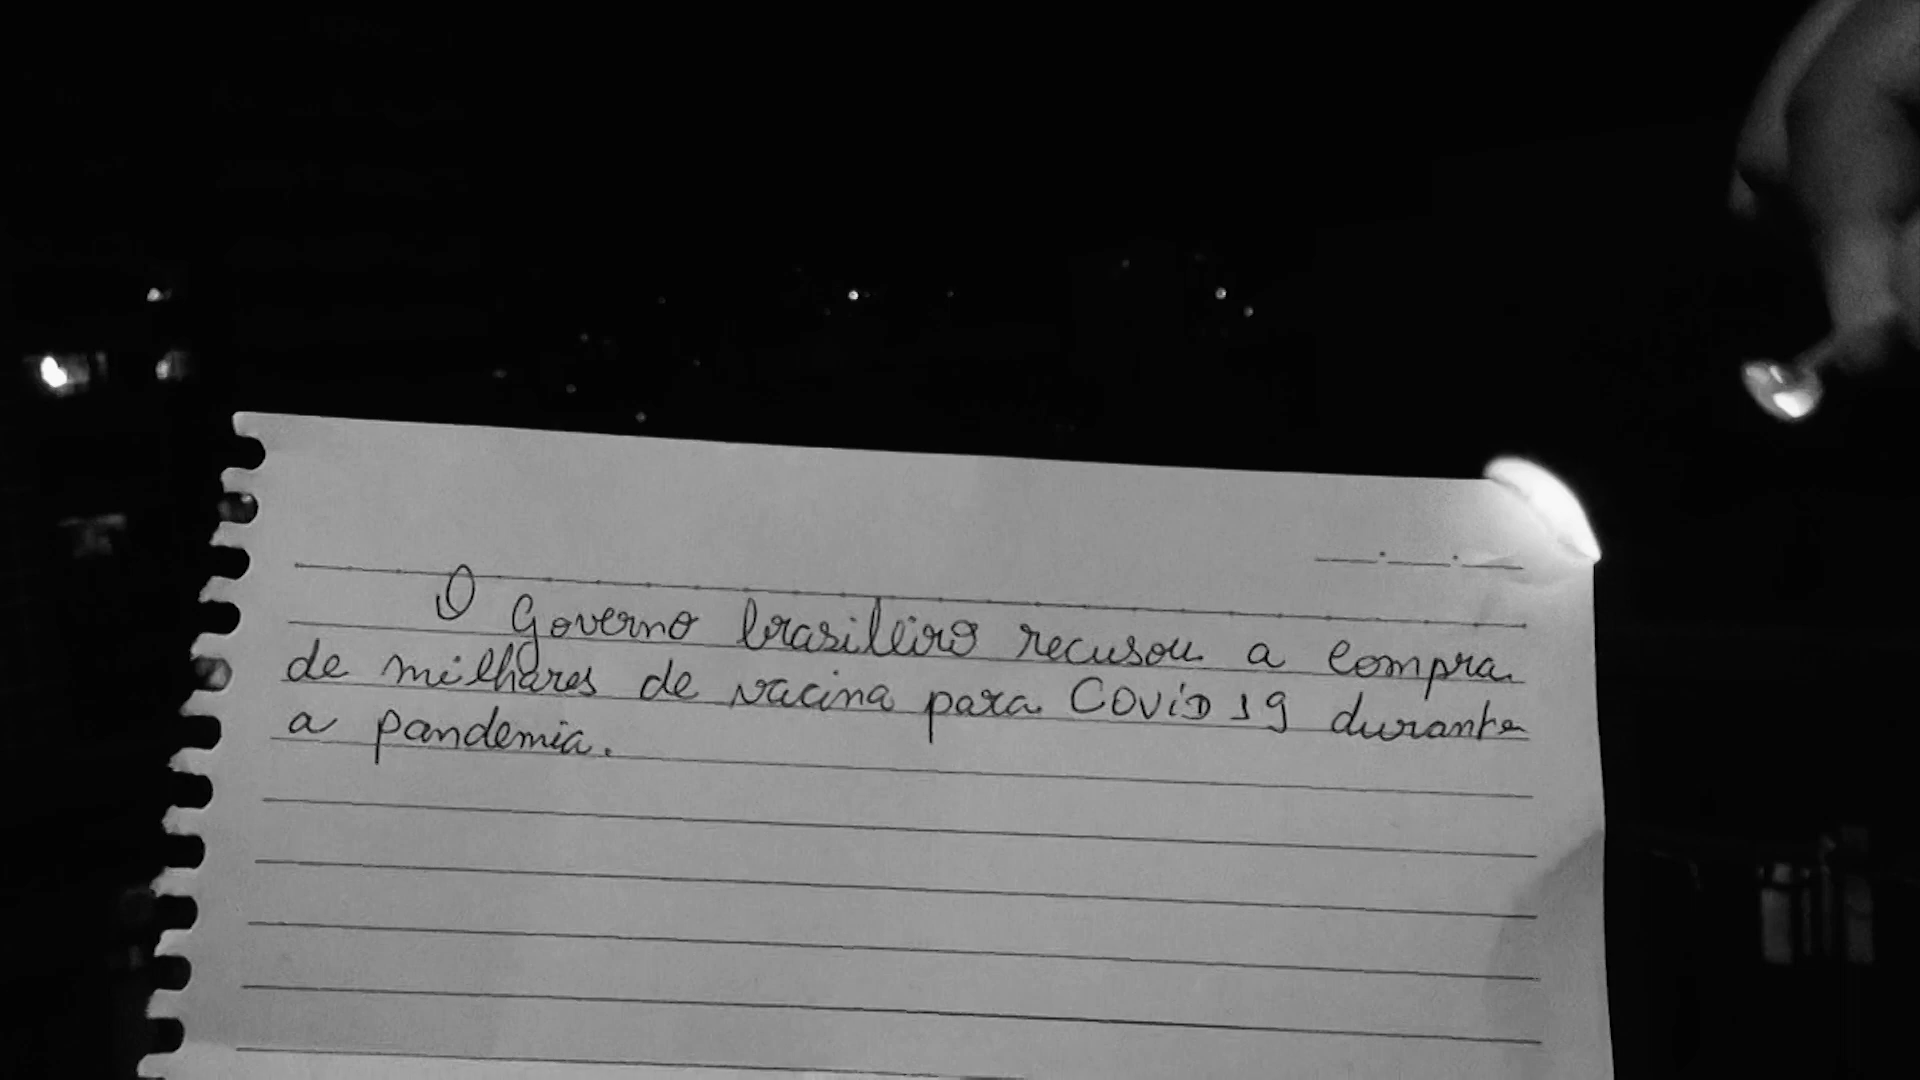 O Governo brasileiro recusou a compra
de milhares de vacina para COVID 19 durante
a pandemia.